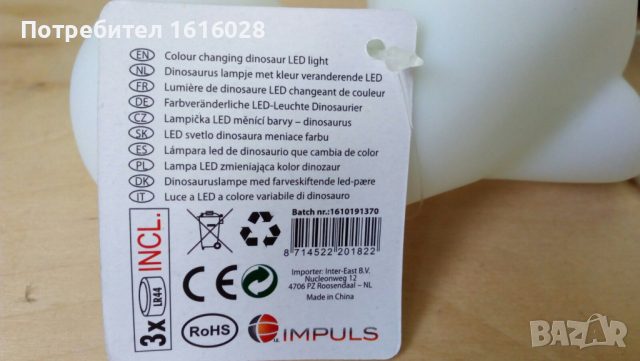 Потребител 1616028
EN Colour changing dinosaur LED light
NL Dinosaurus lampje met kleur veranderende LED
FR Lumière de dinosaure LED changeant de couleur
DE Farbveränderliche LED-Leuchte Dinosaurier
CZ Lampička LED měnící barvy – dinosaurus
SK LED svetlo dinosaura meniace farbu
ES Lámpara led de dinosaurio que cambia de color
PL Lampa LED zmieniająca kolor dinozaur
DK Dinosauruslampe med farveskiftende led-pære
IT Luce a LED a colore variabile di dinosauro
3x LR44 INCL.
Batch nr.:1610191370
8 714522 201822
CE
Importer: Inter-East B.V.
Nucleonweg 12
4706 PZ Roosendaal – NL
Made in China
RoHS
IMPULS
BAZAR
bg